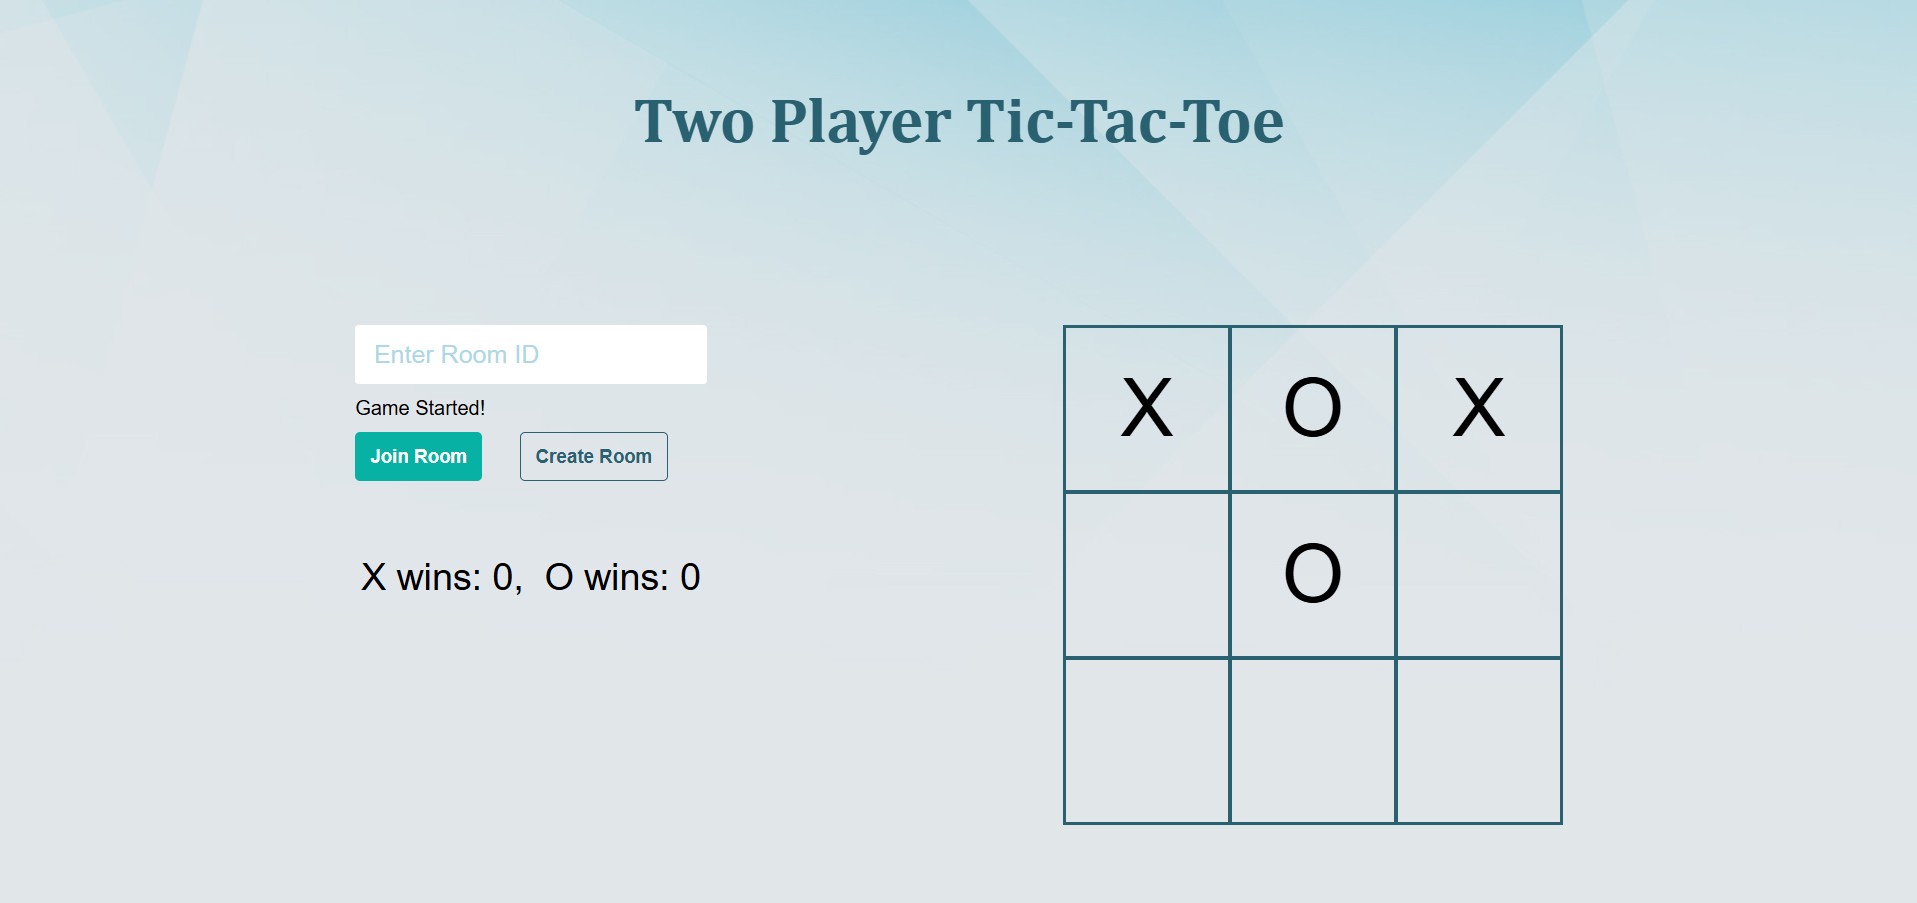 Two Player Tic-Tac-Toe
Enter Room ID
Game Started!
Join Room Create Room
X wins: 0, O wins: 0
X O X
O